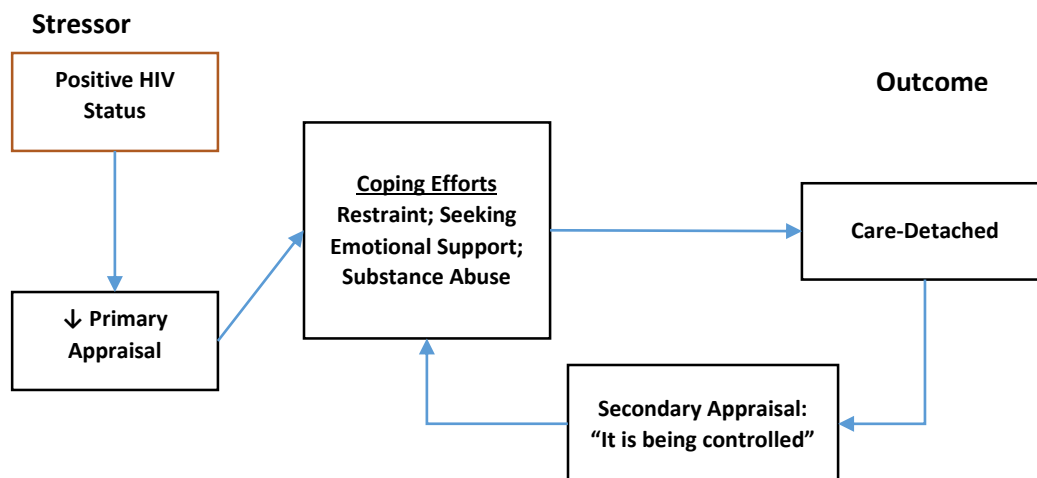 Stressor
Positive HIV
Status
Outcome
Coping Efforts
Restraint; Seeking
Emotional Support;
Substance Abuse
Care-Detached
↓ Primary
Appraisal
Secondary Appraisal:
“It is being controlled”